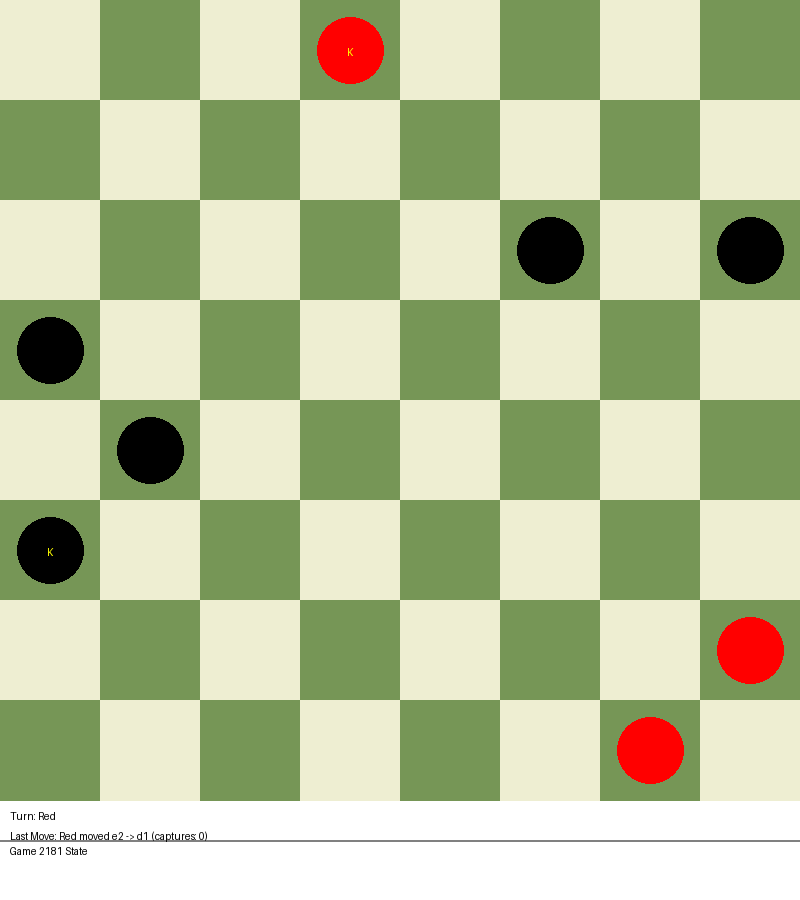 K
K
Turn: Red
Last Move: Red moved e2 -> d1 (captures: 0)
Game 2181 State